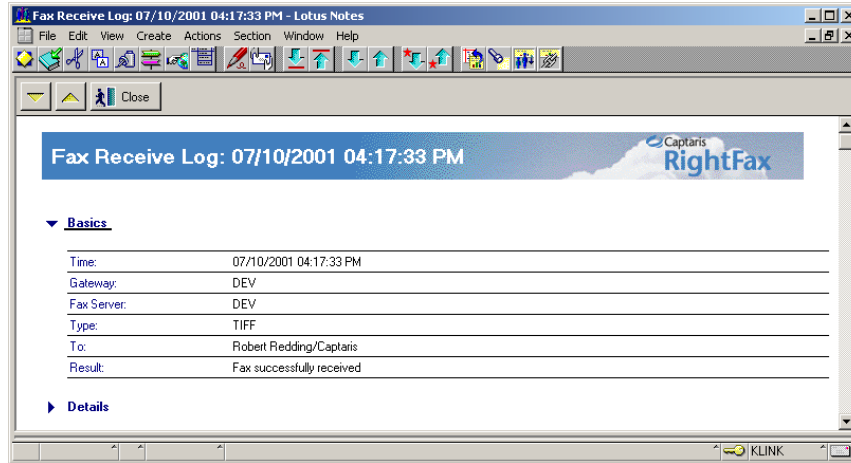 Fax Receive Log: 07/10/2001 04:17:33 PM - Lotus Notes
File Edit View Create Actions Section Window Help
Close
Fax Receive Log: 07/10/2001 04:17:33 PM
Captaris
RightFax
Basics
Time: 07/10/2001 04:17:33 PM
Gateway: DEV
Fax Server: DEV
Type: TIFF
To: Robert Redding/Captaris
Result: Fax successfully received
Details
KLINK